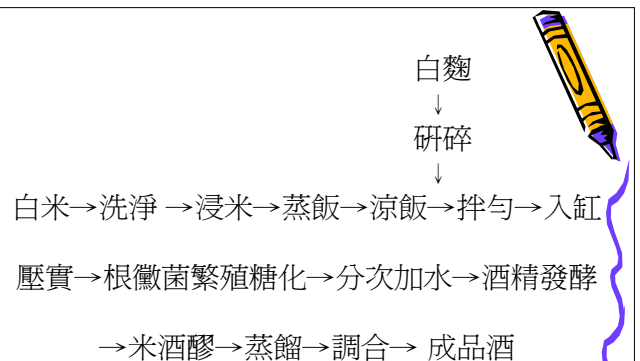 白麴
↓
研碎
↓
白米→洗淨 →浸米→蒸飯→涼飯→拌勻→入缸
壓實→根黴菌繁殖糖化→分次加水→酒精發酵
→米酒醪→蒸餾→調合→ 成品酒